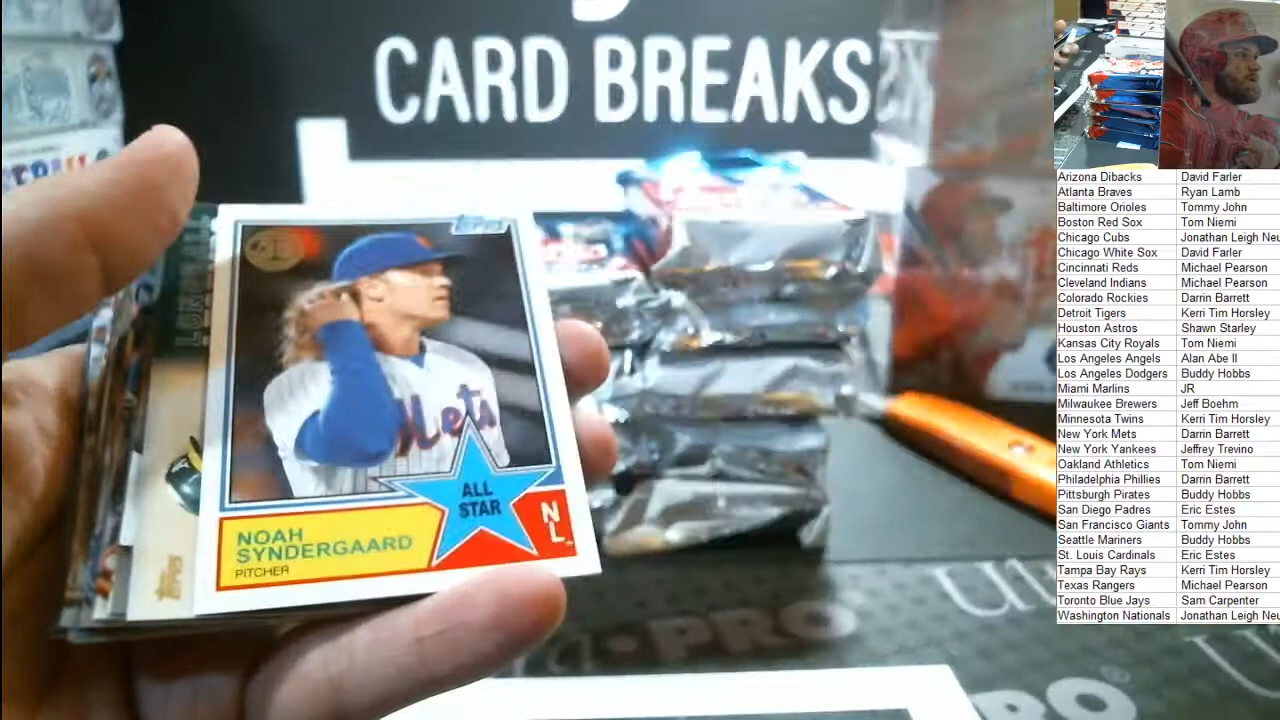 CARD BREAKS
Topps
Mets
ALL
STAR
NOAH
SYNDERGAARD
PITCHER
N
L
PRO
Arizona Dibacks David Farler
Atlanta Braves Ryan Lamb
Baltimore Orioles Tommy John
Boston Red Sox Tom Niemi
Chicago Cubs Jonathan Leigh Neu
Chicago White Sox David Farler
Cincinnati Reds Michael Pearson
Cleveland Indians Michael Pearson
Colorado Rockies Darrin Barrett
Detroit Tigers Kerri Tim Horsley
Houston Astros Shawn Starley
Kansas City Royals Tom Niemi
Los Angeles Angels Alan Abe II
Los Angeles Dodgers Buddy Hobbs
Miami Marlins JR
Milwaukee Brewers Jeff Boehm
Minnesota Twins Kerri Tim Horsley
New York Mets Darrin Barrett
New York Yankees Jeffrey Trevino
Oakland Athletics Tom Niemi
Philadelphia Phillies Darrin Barrett
Pittsburgh Pirates Buddy Hobbs
San Diego Padres Eric Estes
San Francisco Giants Tommy John
Seattle Mariners Buddy Hobbs
St. Louis Cardinals Eric Estes
Tampa Bay Rays Kerri Tim Horsley
Texas Rangers Michael Pearson
Toronto Blue Jays Sam Carpenter
Washington Nationals Jonathan Leigh Neu